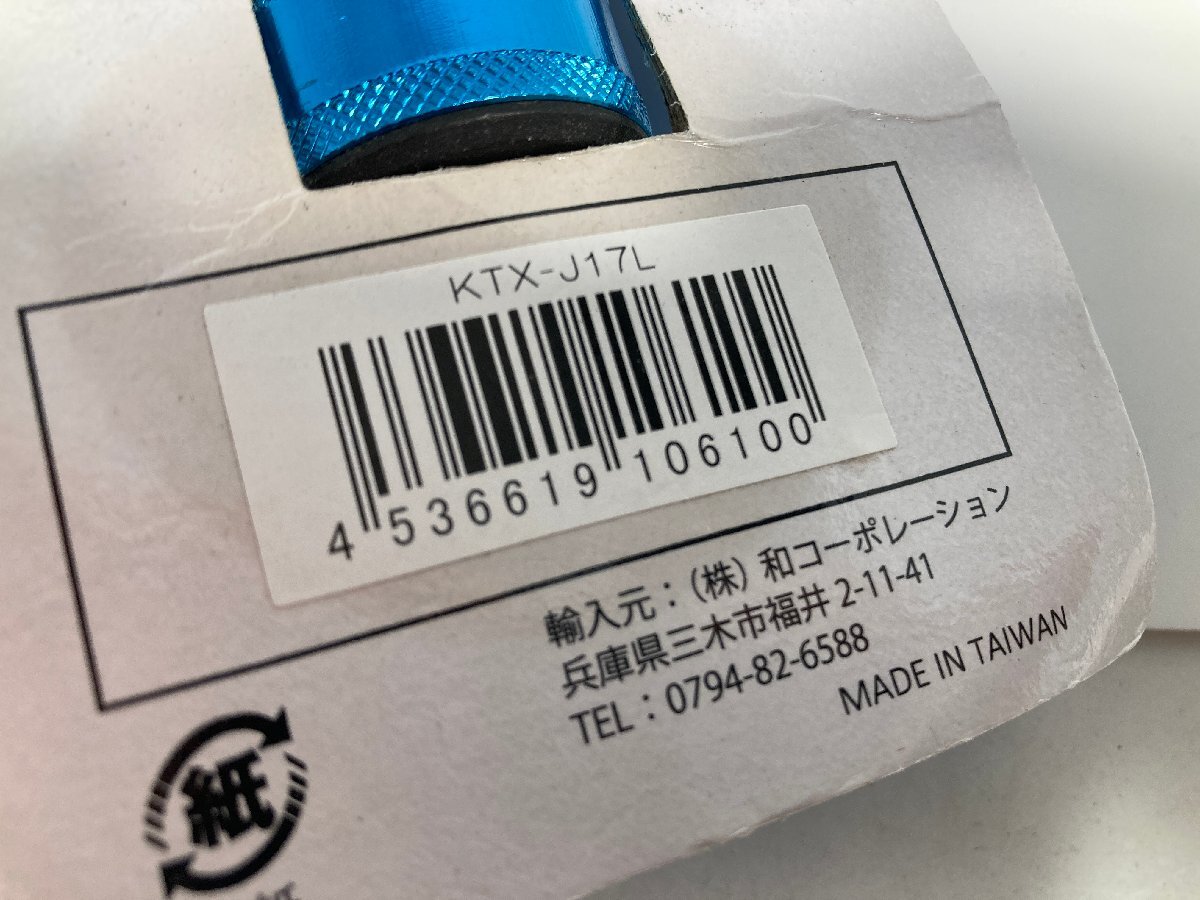 KTX-J17L
4 536619 106100
輸入元：（株）和コーポレーション
兵庫県三木市福井 2-11-41
TEL：0794-82-6588
MADE IN TAIWAN
紙